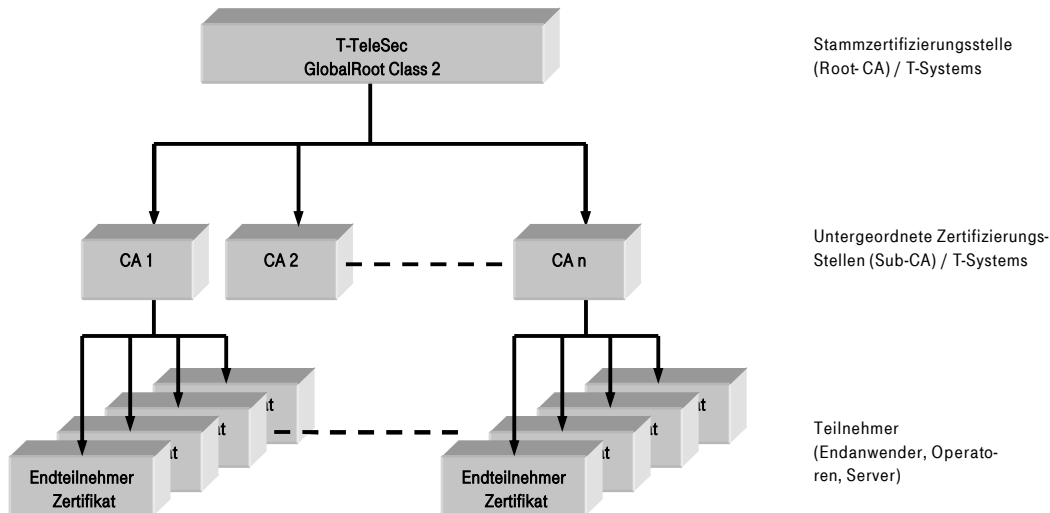 T-TeleSec
GlobalRoot Class 2
Stammzertifizierungsstelle
(Root- CA) / T-Systems
CA 1
CA 2
CA n
Untergeordnete Zertifizierungs-
Stellen (Sub-CA) / T-Systems
Endteilnehmer
Zertifikat
Endteilnehmer
Zertifikat
Teilnehmer
(Endanwender, Operato-
ren, Server)